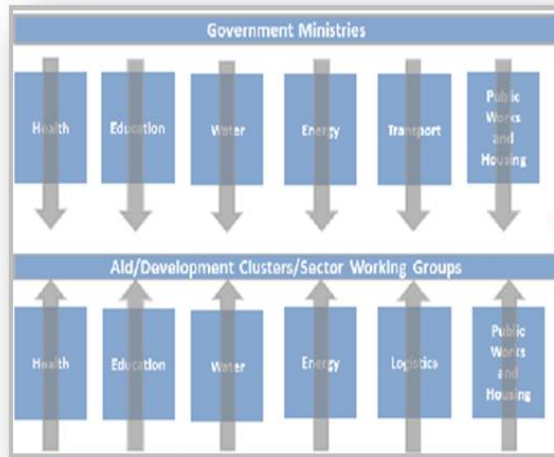 Government Ministries
Health
Education
Water
Energy
Transport
Public
Works
and
Housing
Aid/Development Clusters/Sector Working Groups
Health
Education
Water
Energy
Logistics
Public
Works
and
Housing